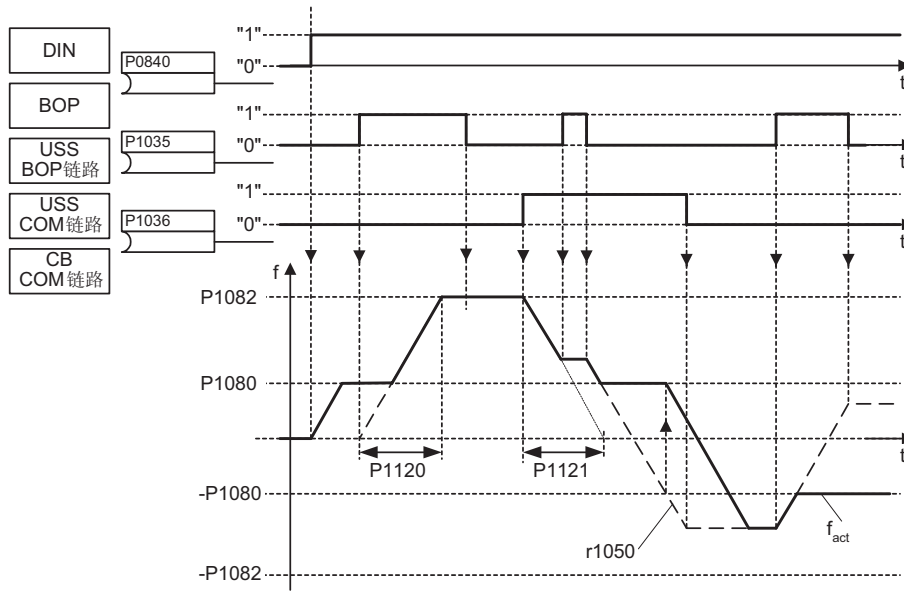 DIN
BOP
USS
BOP链路
USS
COM链路
CB
COM链路
P0840
P1035
P1036
"1"
"0"
t
"1"
"0"
t
"1"
"0"
t
f
P1082
P1080
-P1080
-P1082
t
P1120
P1121
r1050
fact